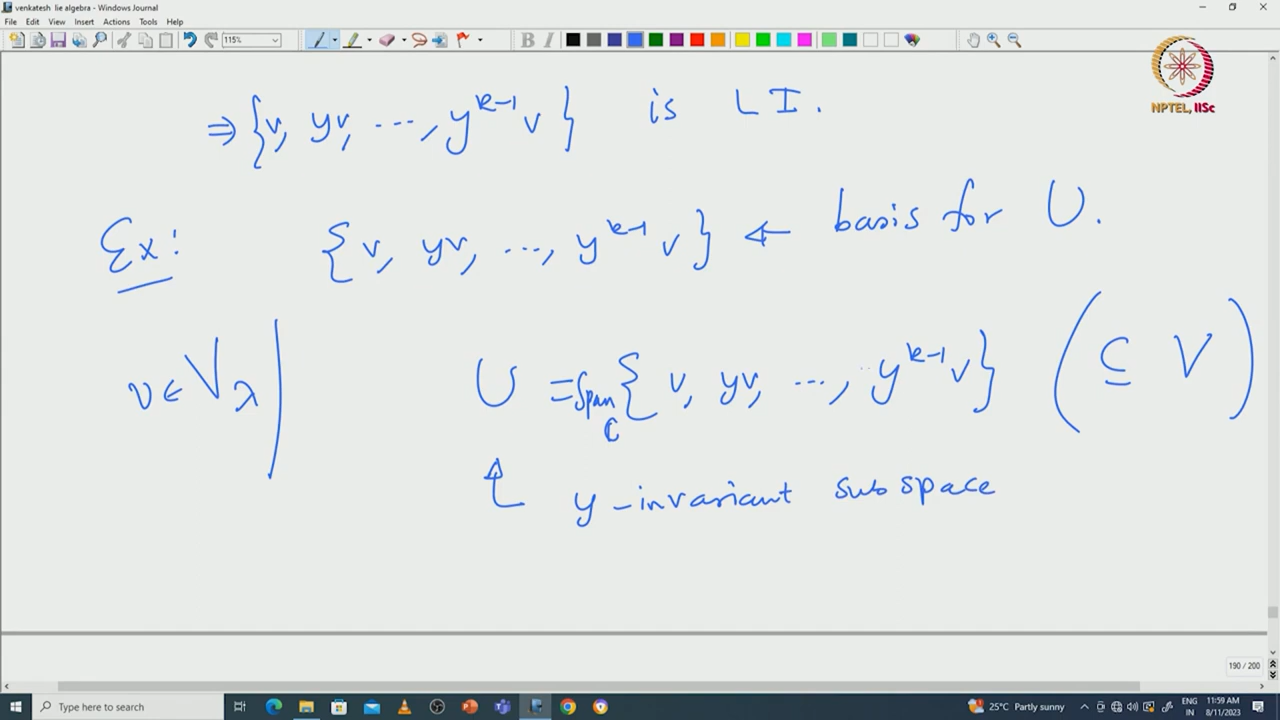 venkatesh lie algebra - Windows Journal
File Edit View Insert Actions Tools Help
115%
B I
NPTEL, IISc
⇒ {v, yv, ..., y^{k-1} v} is L I.
Ex: {v, yv, ..., y^{k-1} v} ← basis for U.
v ∈ V_λ | U = Span_ℂ {v, yv, ..., y^{k-1} v} (⊆ V)
y-invariant subspace
190 / 200
Type here to search
25°C Partly sunny
ENG
IN
11:59 AM
8/11/2023